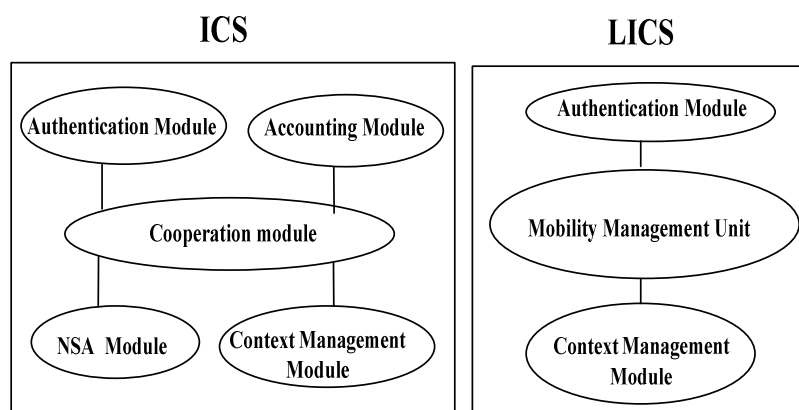 ICS
Authentication Module
Accounting Module
Cooperation module
NSA Module
Context Management
Module
LICS
Authentication Module
Mobility Management Unit
Context Management
Module